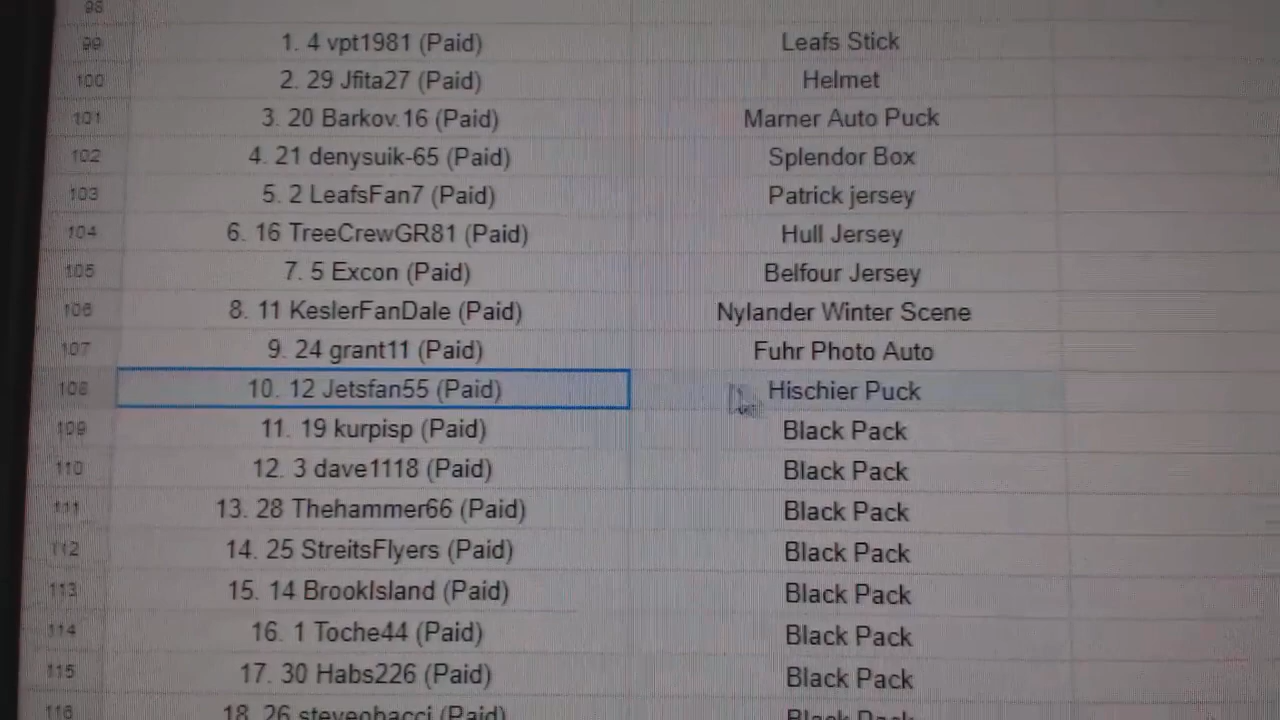 98
99 1. 4 vpt1981 (Paid) Leafs Stick
100 2. 29 Jfita27 (Paid) Helmet
101 3. 20 Barkov.16 (Paid) Marner Auto Puck
102 4. 21 denysuik-65 (Paid) Splendor Box
103 5. 2 LeafsFan7 (Paid) Patrick jersey
104 6. 16 TreeCrewGR81 (Paid) Hull Jersey
105 7. 5 Excon (Paid) Belfour Jersey
106 8. 11 KeslerFanDale (Paid) Nylander Winter Scene
107 9. 24 grant11 (Paid) Fuhr Photo Auto
108 10. 12 Jetsfan55 (Paid) Hischier Puck
109 11. 19 kurpisp (Paid) Black Pack
110 12. 3 dave1118 (Paid) Black Pack
111 13. 28 Thehammer66 (Paid) Black Pack
112 14. 25 StreitsFlyers (Paid) Black Pack
113 15. 14 BrookIsland (Paid) Black Pack
114 16. 1 Toche44 (Paid) Black Pack
115 17. 30 Habs226 (Paid) Black Pack
116 18. 26 stevenbacci (Paid) Black Pack